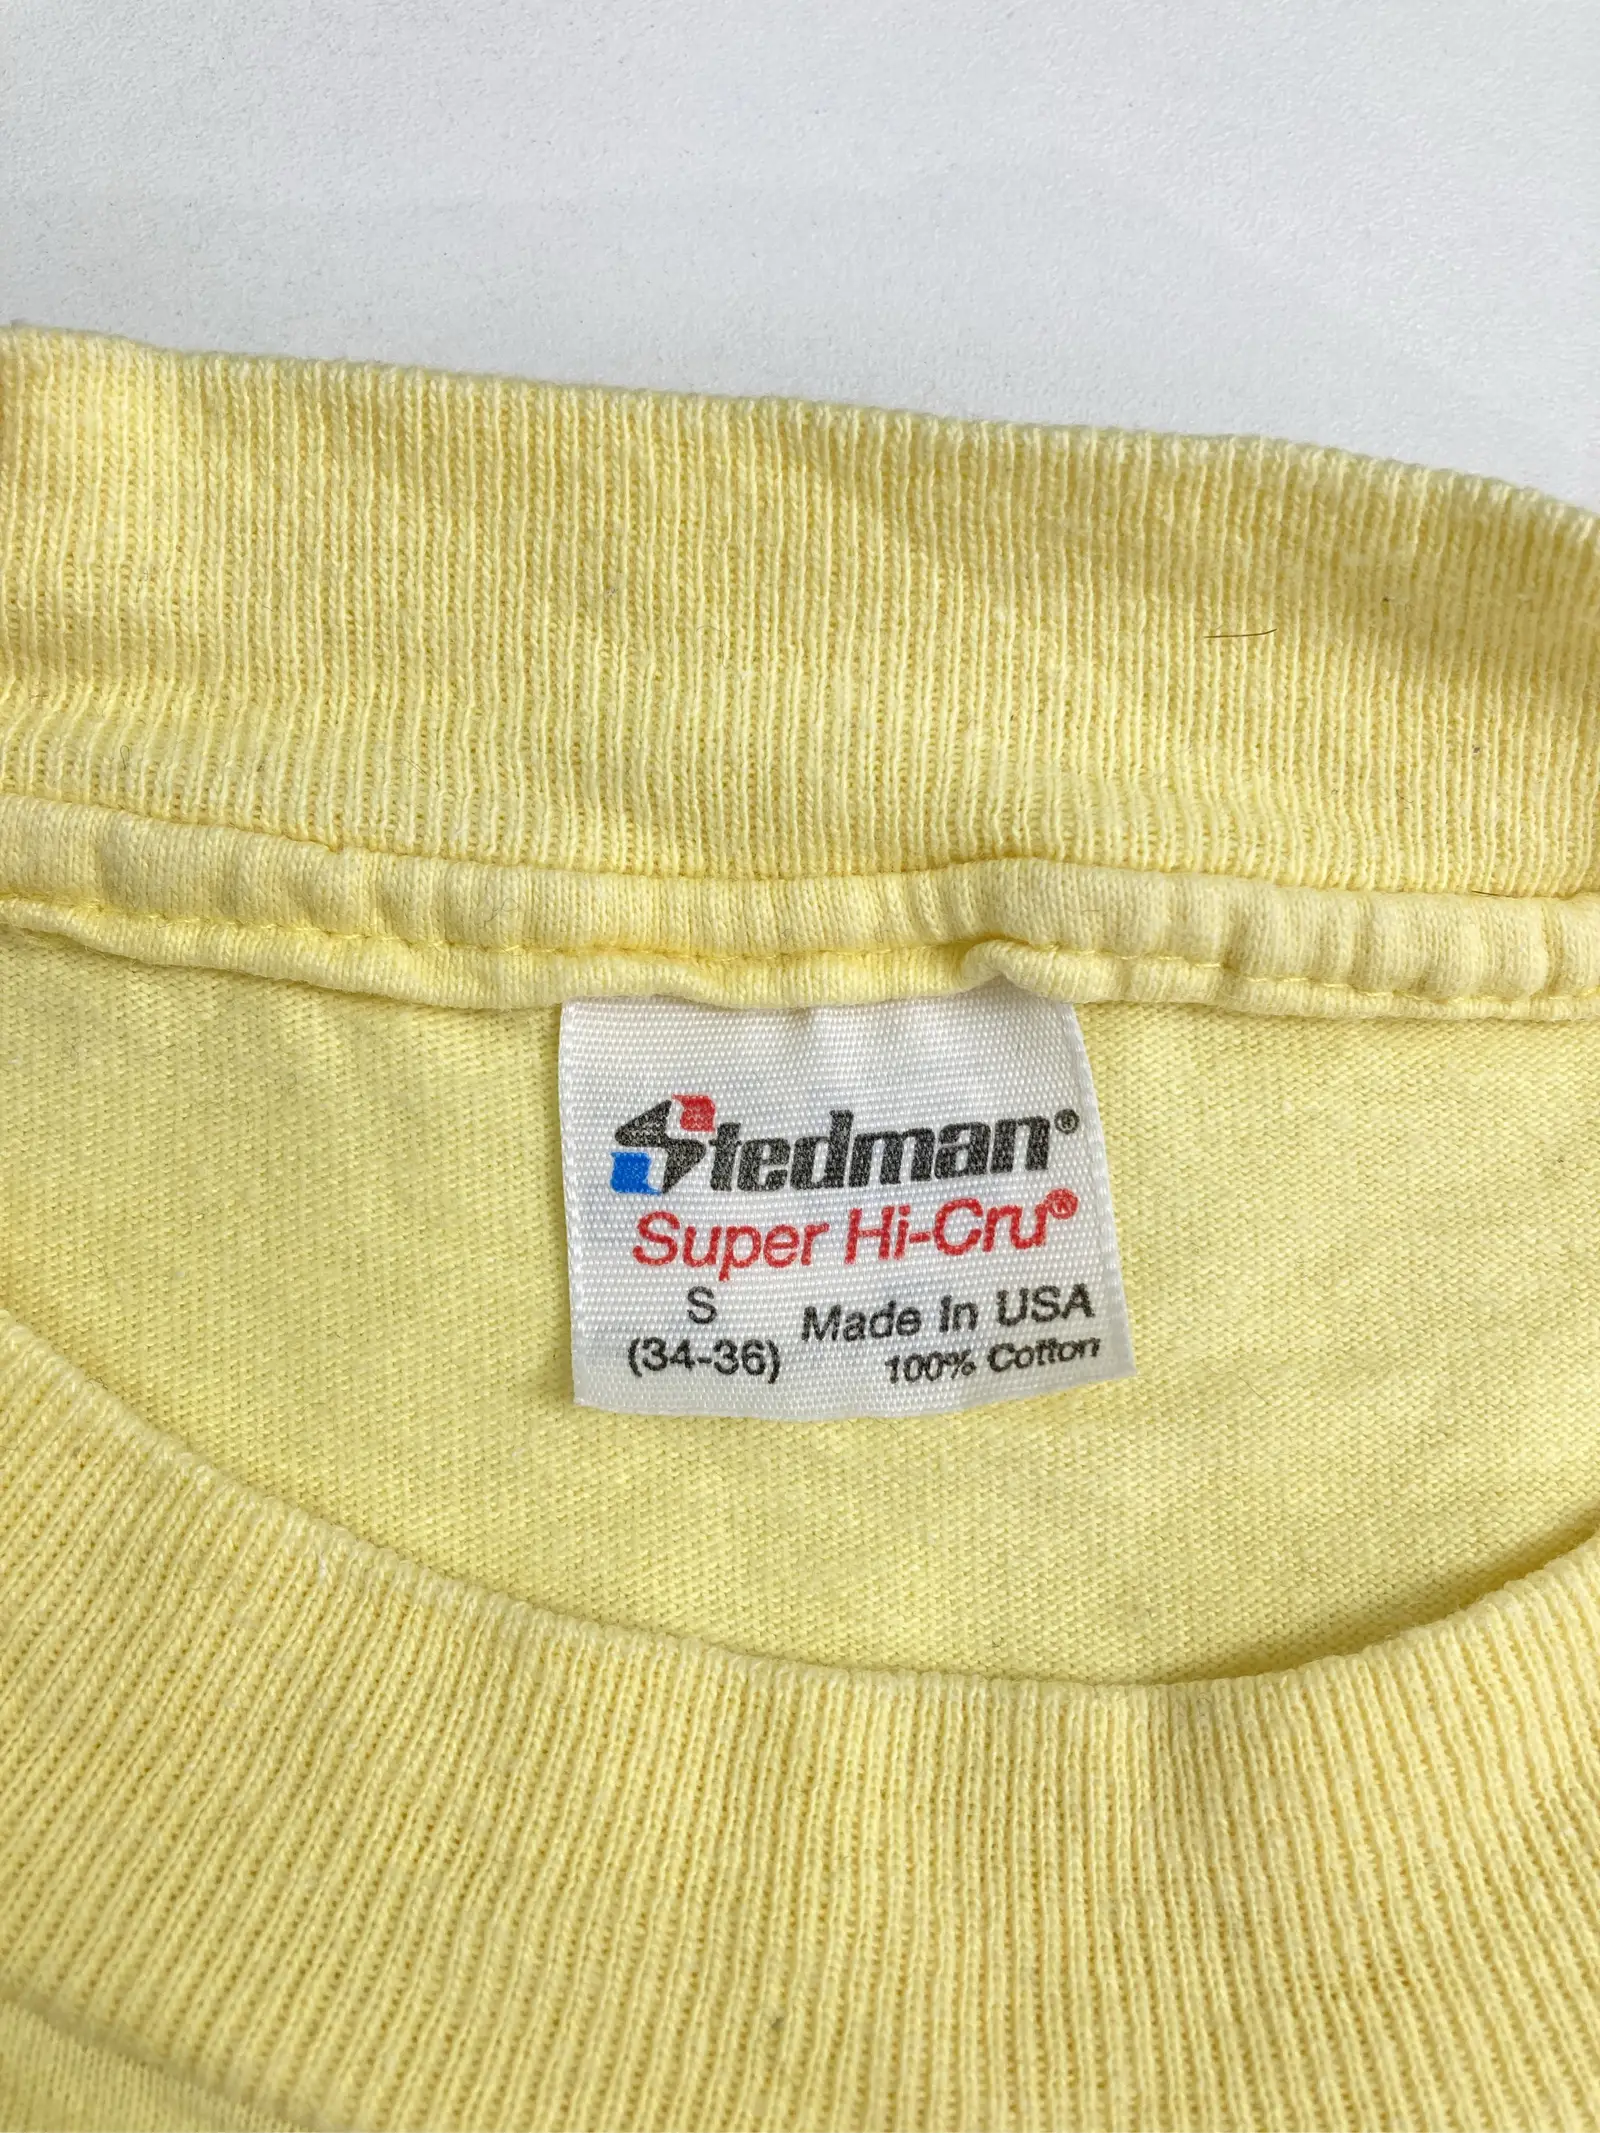 Stedman®
Super Hi-Cru®
S
(34-36)
Made In USA
100% Cotton